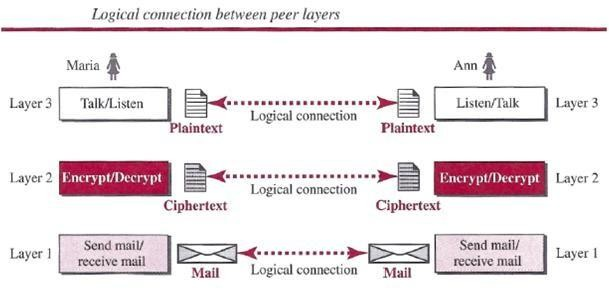 Logical connection between peer layers
Maria
Ann
Layer 3
Talk/Listen
Logical connection
Listen/Talk
Layer 3
Plaintext
Plaintext
Layer 2
Encrypt/Decrypt
Logical connection
Encrypt/Decrypt
Layer 2
Ciphertext
Ciphertext
Layer 1
Send mail/
receive mail
Mail
Logical connection
Mail
Send mail/
receive mail
Layer 1